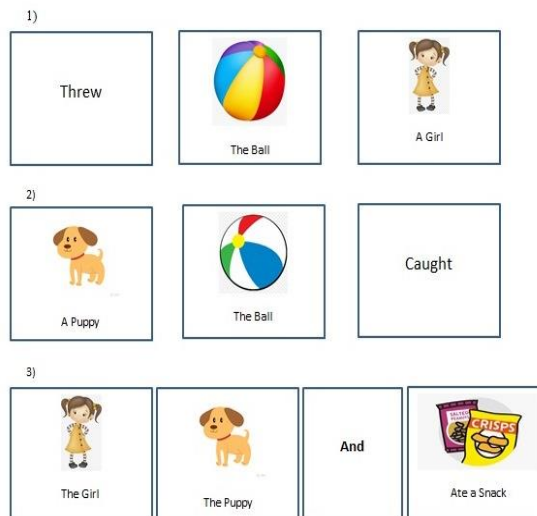 1)
Threw
The Ball
A Girl
2)
A Puppy
The Ball
Caught
3)
The Girl
The Puppy
And
SALTED
PEANUTS
CRISPS
Ate a Snack